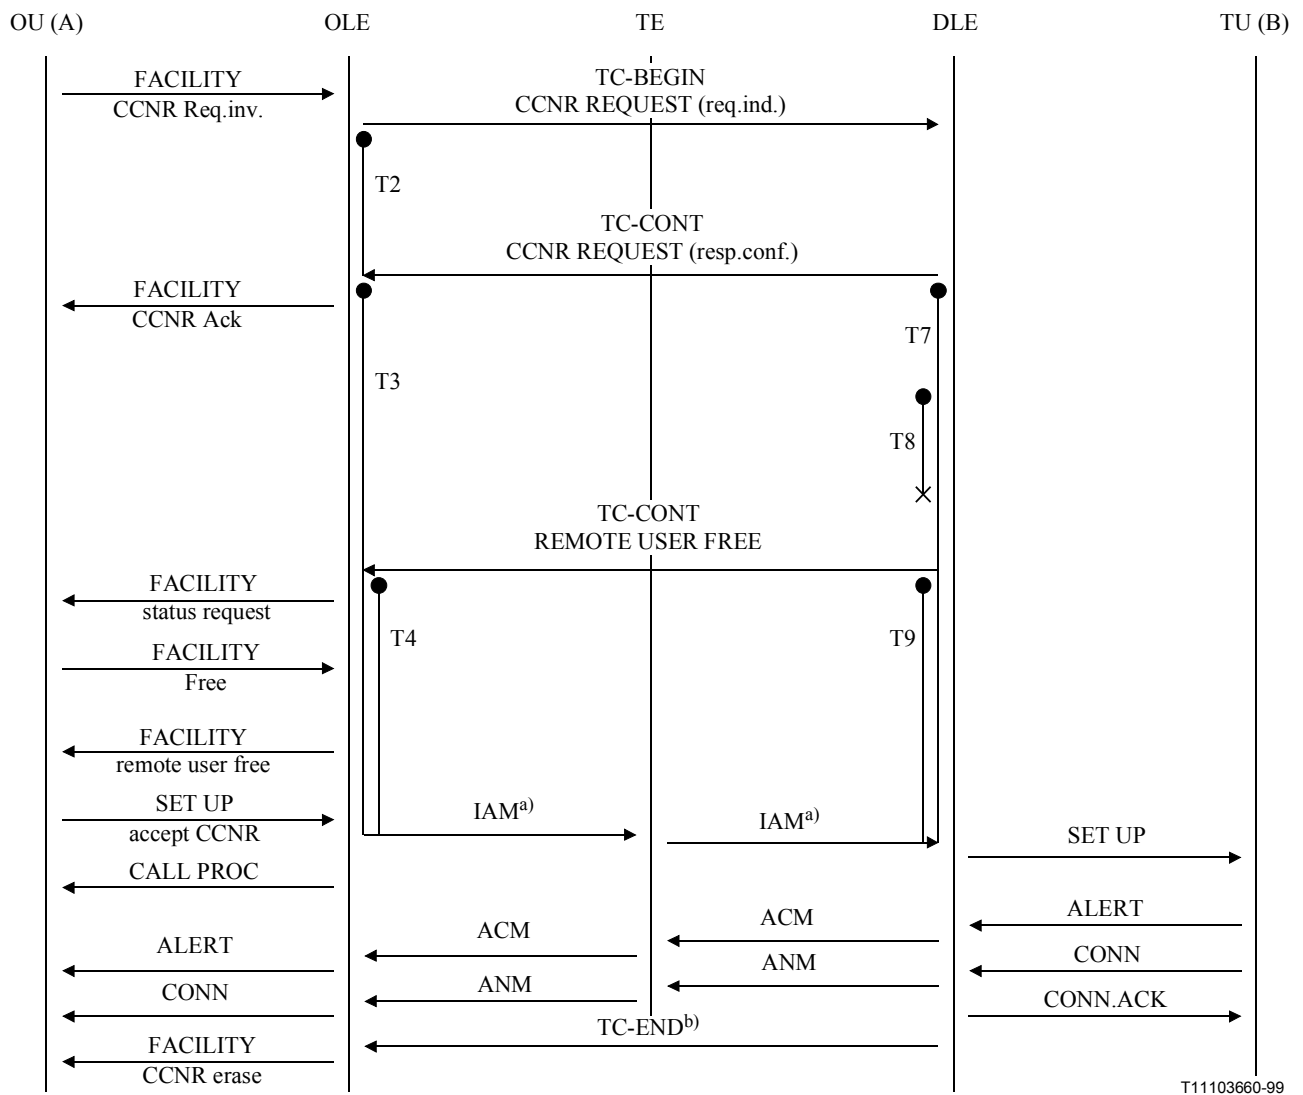 OU (A) OLE TE DLE TU (B)
FACILITY
CCNR Req.inv.
TC-BEGIN
CCNR REQUEST (req.ind.)
T2
TC-CONT
CCNR REQUEST (resp.conf.)
FACILITY
CCNR Ack
T7
T3
T8
TC-CONT
REMOTE USER FREE
FACILITY
status request
T4
T9
FACILITY
Free
FACILITY
remote user free
SET UP
accept CCNR
IAMa)
IAMa)
SET UP
CALL PROC
ALERT
ACM
ACM
ALERT
CONN
ANM
ANM
CONN
CONN.ACK
TC-ENDb)
FACILITY
CCNR erase
T11103660-99